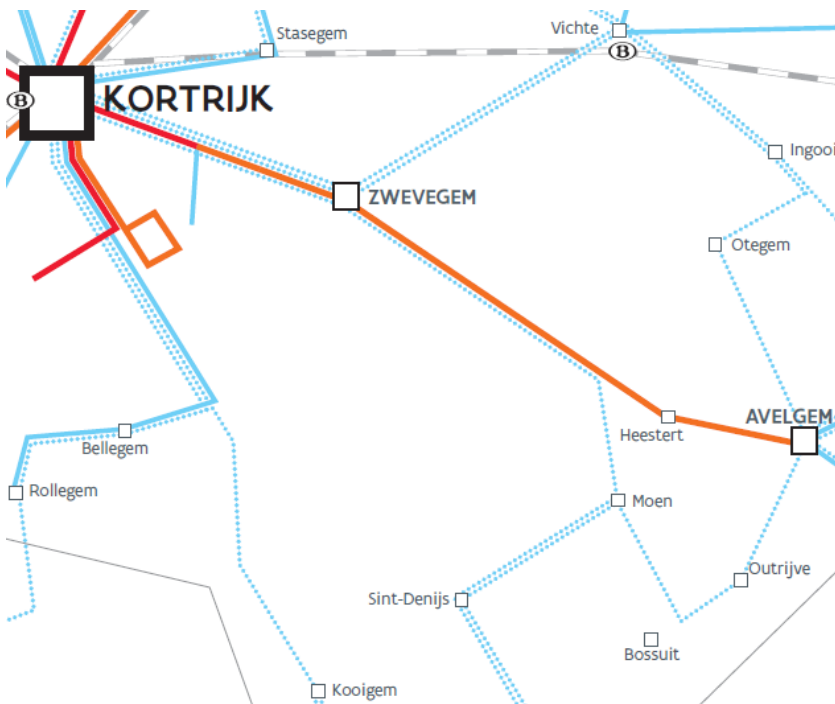 Stasegem
Vichte
B
B
KORTRIJK
Ingooi
ZWEVEGEM
Otegem
AVELGEM
Heestert
Bellegem
Rollegem
Moen
Outrijve
Sint-Denijs
Bossuit
Kooigem